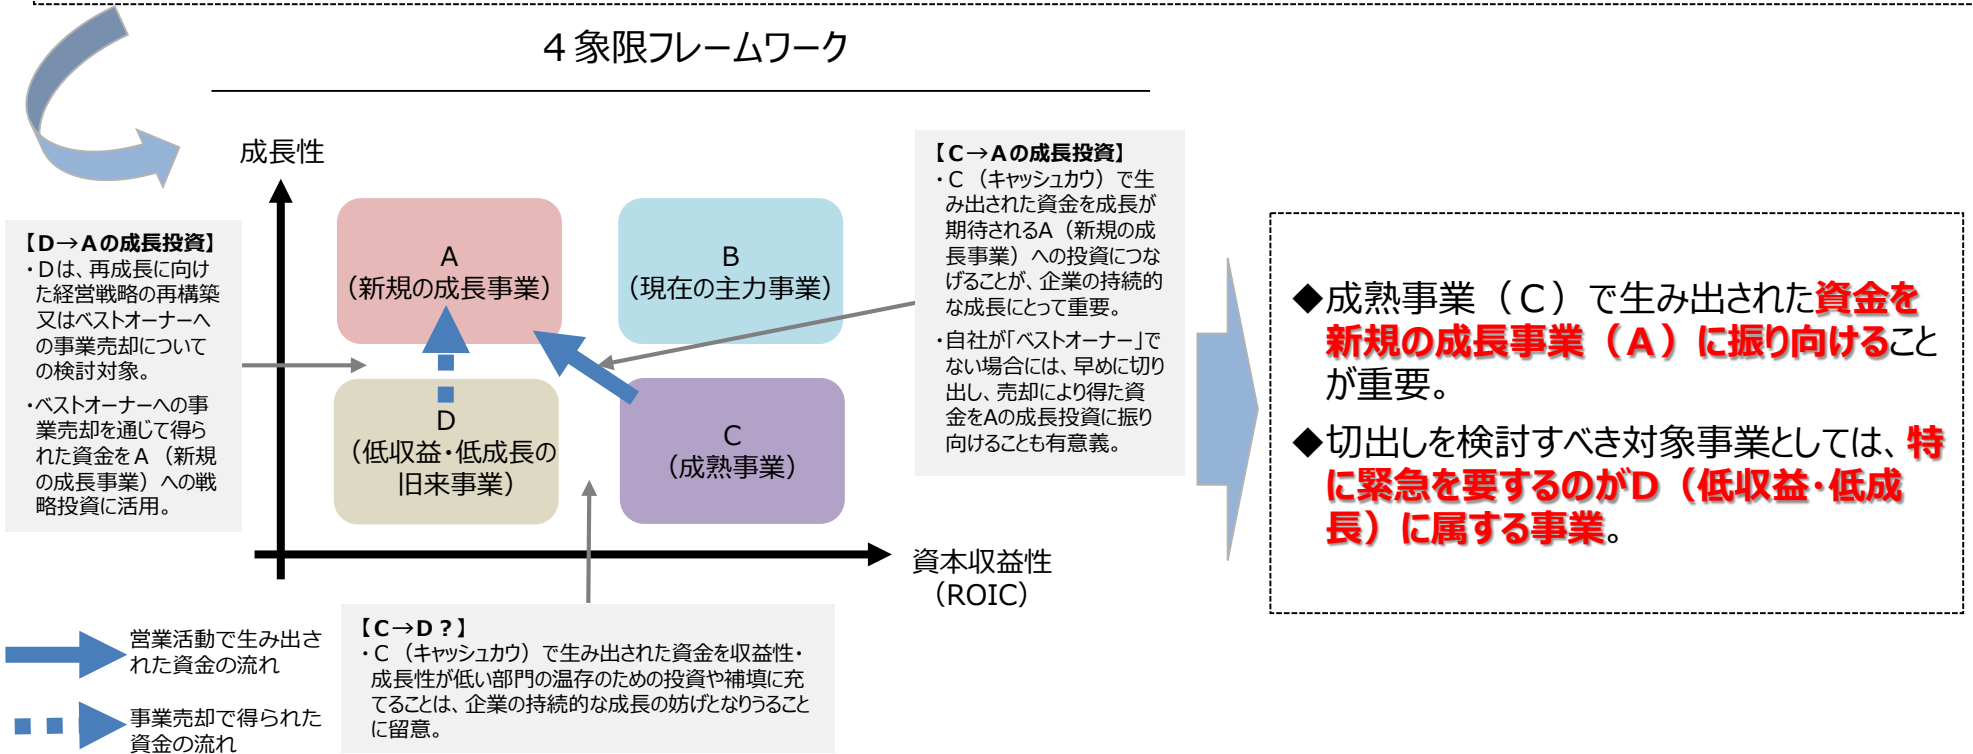 ４象限フレームワーク
成長性
【D→Aの成長投資】
・Dは、再成長に向け
た経営戦略の再構築
又はベストオーナーへ
の事業売却について
の検討対象。
・ベストオーナーへの事
業売却を通じて得ら
れた資金をA（新規
の成長事業）への戦
略投資に活用。
A
（新規の成長事業）
B
（現在の主力事業）
D
（低収益・低成長の
旧来事業）
C
（成熟事業）
【C→Aの成長投資】
・C（キャッシュカウ）で生
み出された資金を成長が
期待されるA（新規の成
長事業）への投資につな
げることが、企業の持続的
な成長にとって重要。
・自社が「ベストオーナー」で
ない場合には、早めに切り
出し、売却により得た資
金をAの成長投資に振り
向けることも有意義。
資本収益性
（ROIC）
【C→D？】
・C（キャッシュカウ）で生み出された資金を収益性・
成長性が低い部門の温存のための投資や補填に充
てることは、企業の持続的な成長の妨げとなりうること
に留意。
営業活動で生み出さ
れた資金の流れ
事業売却で得られた
資金の流れ
◆成熟事業（C）で生み出された資金を
新規の成長事業（A）に振り向けること
が重要。
◆切出しを検討すべき対象事業としては、特
に緊急を要するのがD（低収益・低成
長）に属する事業。